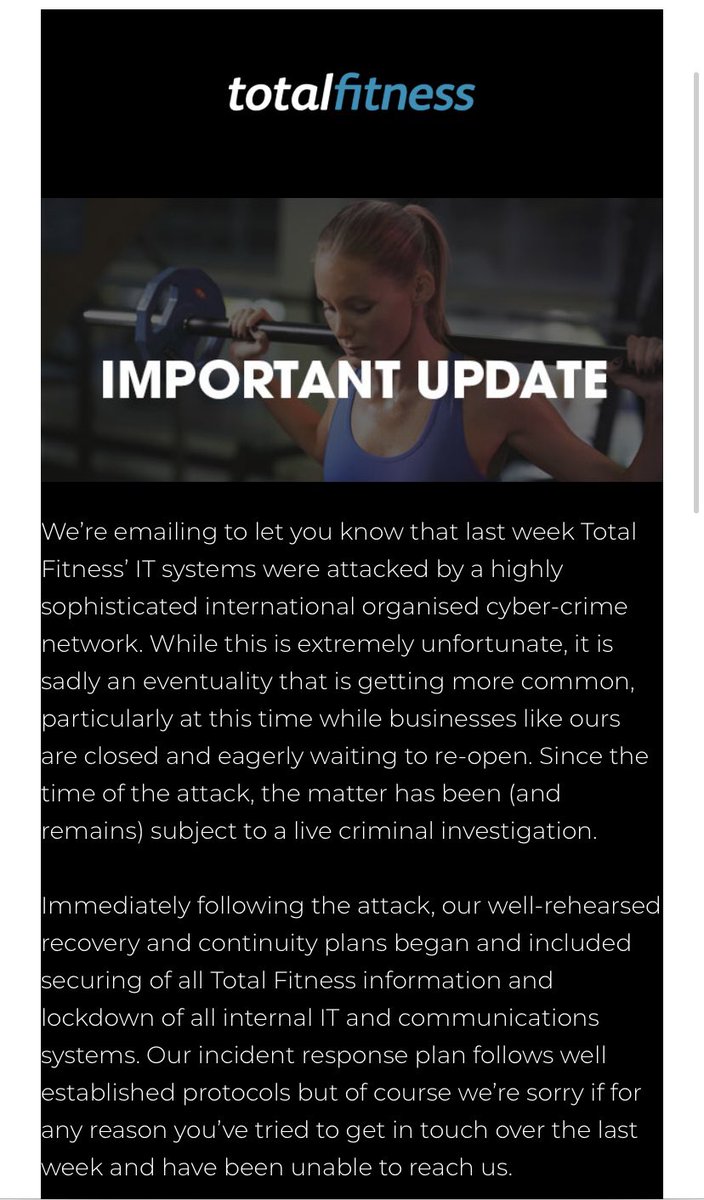 totalfitness
IMPORTANT UPDATE
We’re emailing to let you know that last week Total
Fitness’ IT systems were attacked by a highly
sophisticated international organised cyber-crime
network. While this is extremely unfortunate, it is
sadly an eventuality that is getting more common,
particularly at this time while businesses like ours
are closed and eagerly waiting to re-open. Since the
time of the attack, the matter has been (and
remains) subject to a live criminal investigation.
Immediately following the attack, our well-rehearsed
recovery and continuity plans began and included
securing of all Total Fitness information and
lockdown of all internal IT and communications
systems. Our incident response plan follows well
established protocols but of course we’re sorry if for
any reason you’ve tried to get in touch over the last
week and have been unable to reach us.